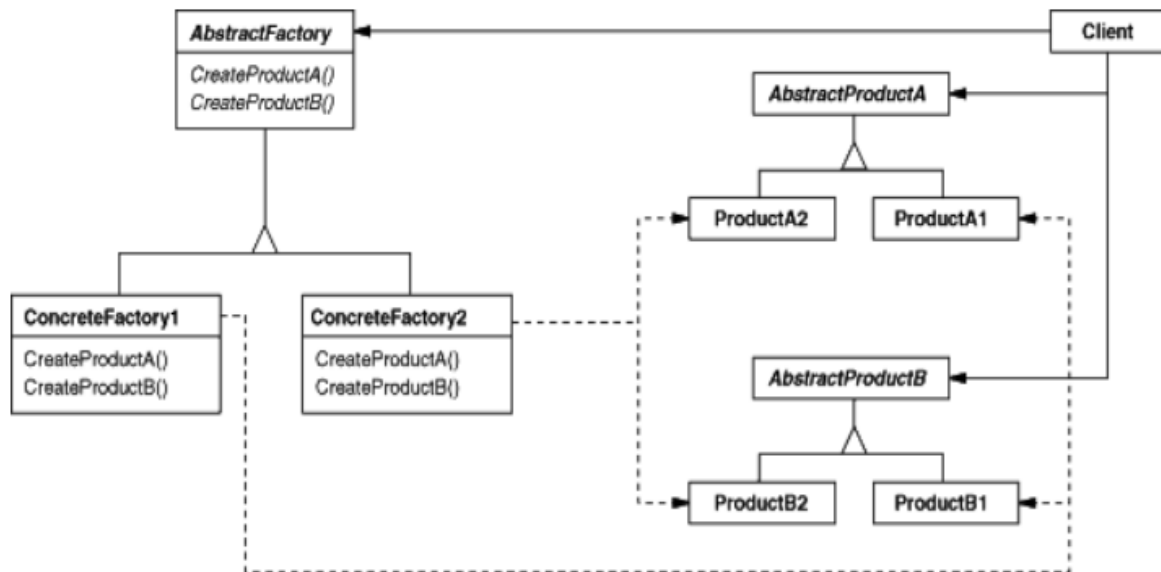 AbstractFactory
CreateProductA()
CreateProductB()
Client
AbstractProductA
ProductA2
ProductA1
ConcreteFactory1
CreateProductA()
CreateProductB()
ConcreteFactory2
CreateProductA()
CreateProductB()
AbstractProductB
ProductB2
ProductB1